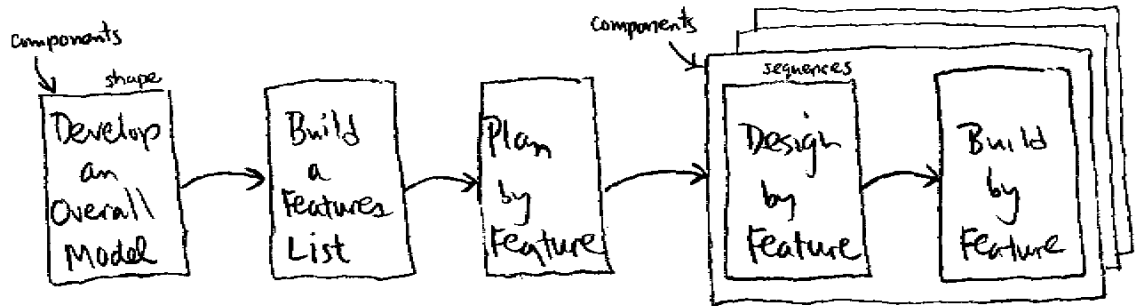 components
shape
Develop
an
Overall
Model
Build
a
Features
List
Plan
by
Feature
components
sequences
Design
by
Feature
Build
by
Feature